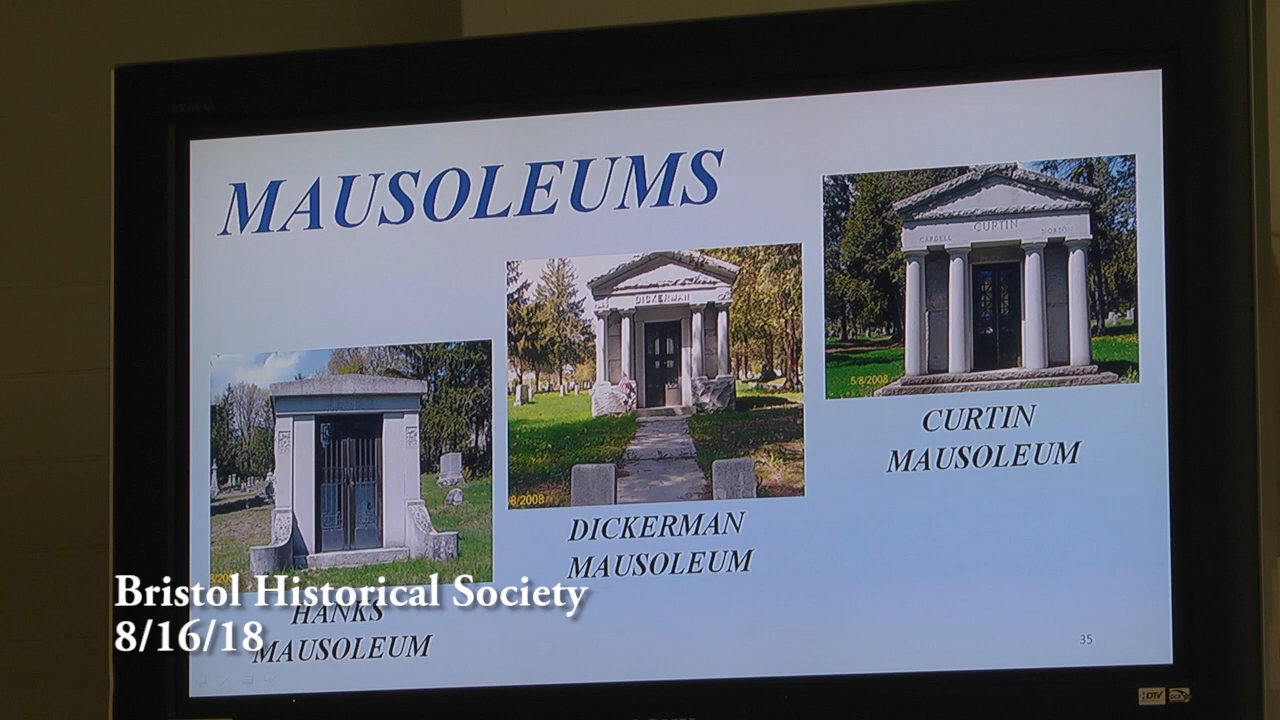 MAUSOLEUMS
CURTIN
DICKERMAN
5/8/2008
CURTIN
MAUSOLEUM
8/2008
DICKERMAN
MAUSOLEUM
HANKS
MAUSOLEUM
Bristol Historical Society
8/16/18
35
DTV